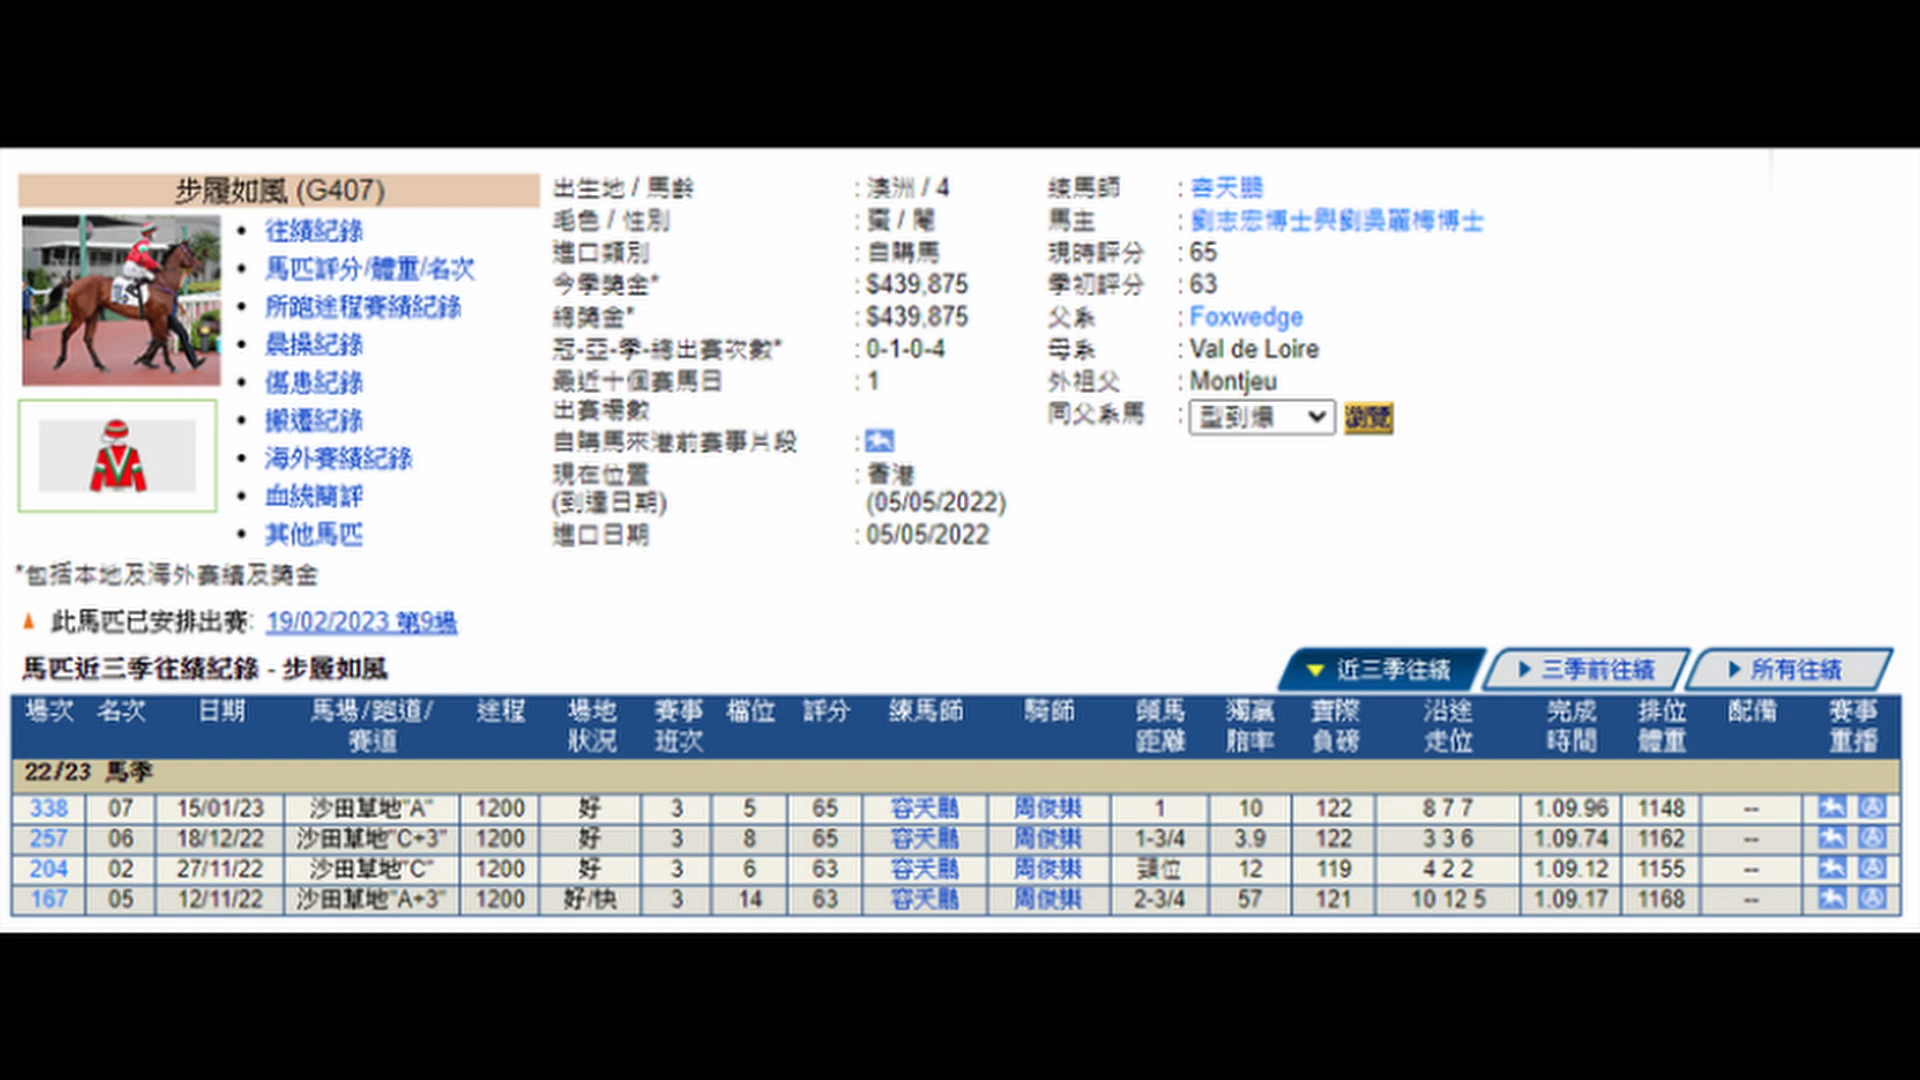 步履如風 (G407)
• 往績紀錄
• 馬匹評分/體重/名次
• 所跑途程賽績紀錄
• 晨操紀錄
• 傷患紀錄
• 搬遷紀錄
• 海外賽績紀錄
• 血統簡評
• 其他馬匹
出生地 / 馬齡 : 澳洲 / 4
毛色 / 性別 : 棗 / 閹
進口類別 : 自購馬
今季獎金* : $439,875
總獎金* : $439,875
冠-亞-季-總出賽次數* : 0-1-0-4
最近十個賽馬日 : 1
出賽場數
自購馬來港前賽事片段 :
現在位置 : 香港
(到達日期) (05/05/2022)
進口日期 : 05/05/2022
練馬師 : 容天鵬
馬主 : 劉志宏博士與劉吳麗梅博士
現時評分 : 65
季初評分 : 63
父系 : Foxwedge
母系 : Val de Loire
外祖父 : Montjeu
同父系馬 : 型到爆 瀏覽
*包括本地及海外賽績及獎金
此馬匹已安排出賽: 19/02/2023 第9場
馬匹近三季往績紀錄 - 步履如風
近三季往績 三季前往績 所有往績
場次 名次 日期 馬場/跑道/賽道 途程 場地狀況 賽事班次 檔位 評分 練馬師 騎師 頭馬距離 獨贏賠率 實際負磅 沿途走位 完成時間 排位體重 配備 賽事重播
22/23 馬季
338 07 15/01/23 沙田草地"A" 1200 好 3 5 65 容天鵬 周俊樂 1 10 122 8 7 7 1.09.96 1148 --
257 06 18/12/22 沙田草地"C+3" 1200 好 3 8 65 容天鵬 周俊樂 1-3/4 3.9 122 3 3 6 1.09.74 1162 --
204 02 27/11/22 沙田草地"C" 1200 好 3 6 63 容天鵬 周俊樂 頸位 12 119 4 2 2 1.09.12 1155 --
167 05 12/11/22 沙田草地"A+3" 1200 好/快 3 14 63 容天鵬 周俊樂 2-3/4 57 121 10 12 5 1.09.17 1168 --